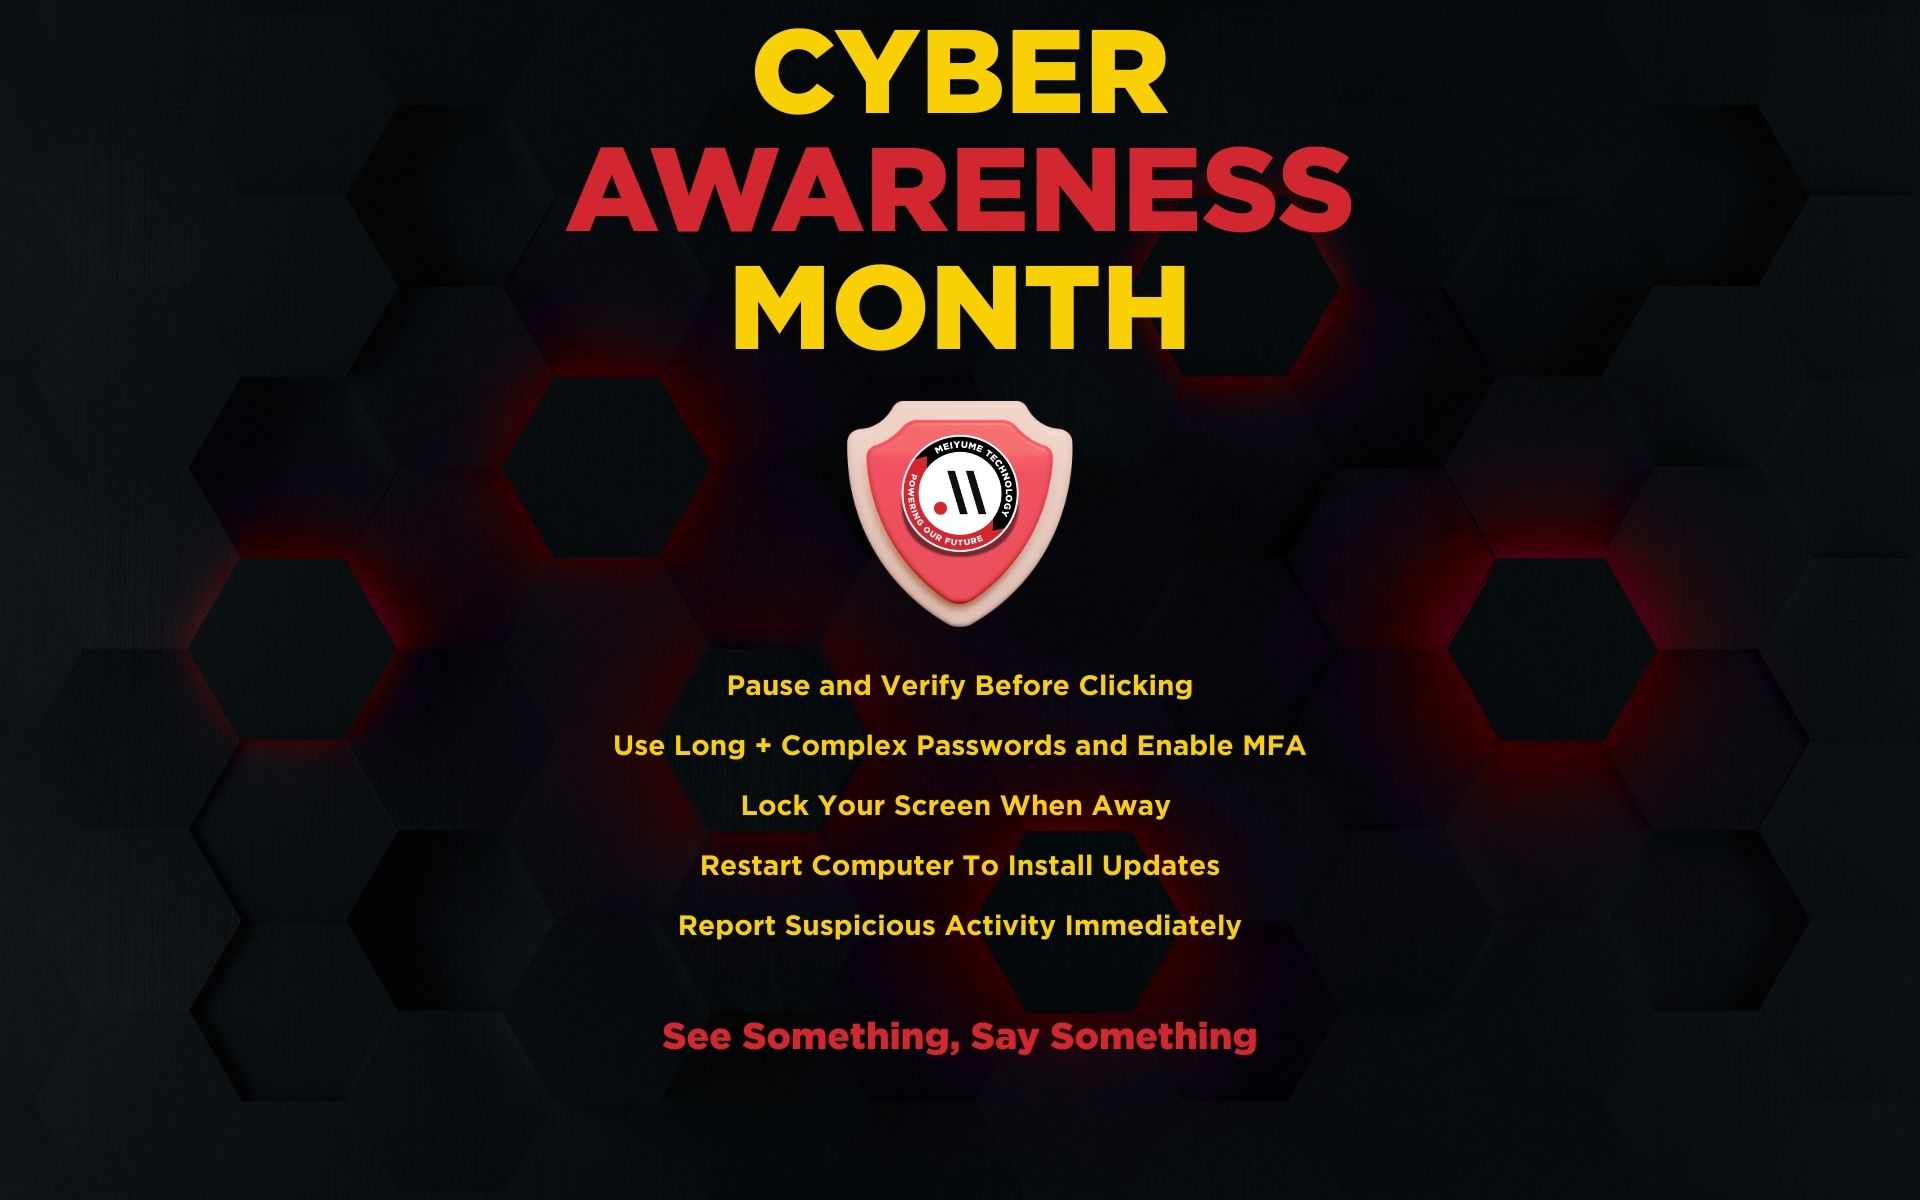 CYBER
AWARENESS
MONTH
MEIYUME TECHNOLOGY
POWERING OUR FUTURE
Pause and Verify Before Clicking
Use Long + Complex Passwords and Enable MFA
Lock Your Screen When Away
Restart Computer To Install Updates
Report Suspicious Activity Immediately
See Something, Say Something